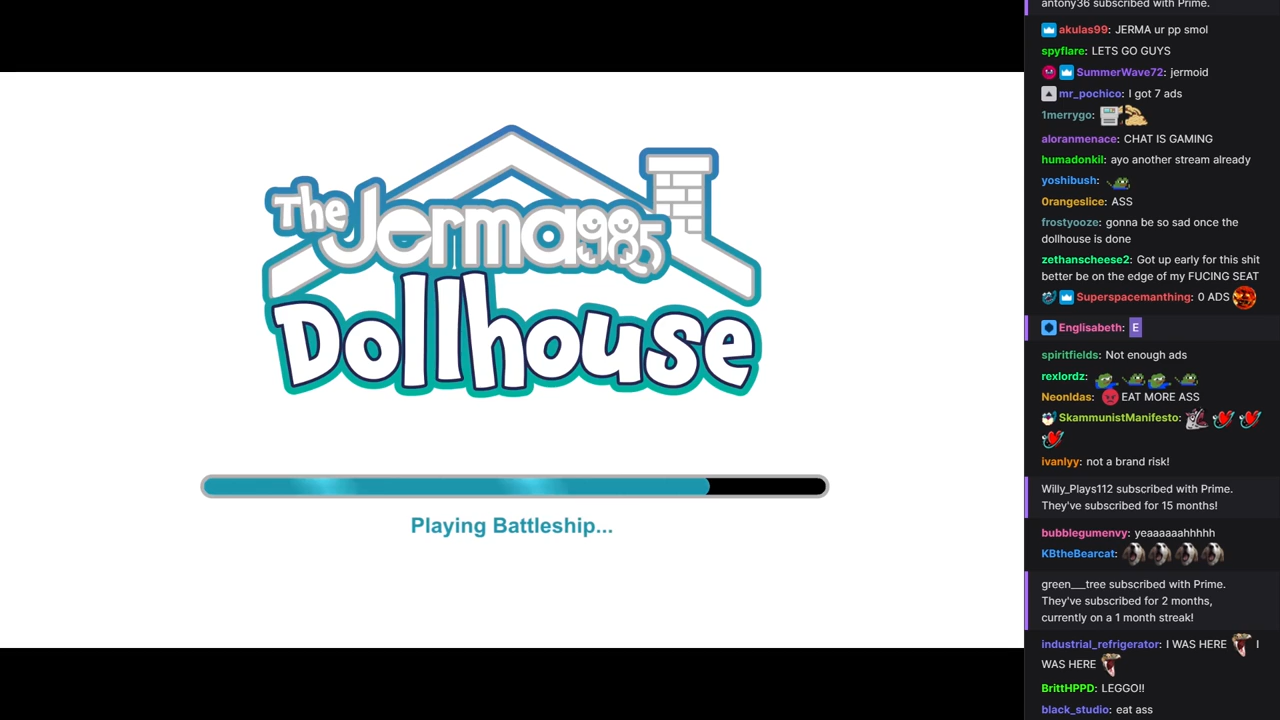 The Jerma985
Dollhouse
Playing Battleship...
antony36 subscribed with Prime.
akulas99: JERMA ur pp smol
spyflare: LETS GO GUYS
SummerWave72: jermoid
mr_pochico: I got 7 ads
1merrygo:
aloranmenace: CHAT IS GAMING
humadonkil: ayo another stream already
yoshibush:
0rangeslice: ASS
frostyooze: gonna be so sad once the
dollhouse is done
zethanscheese2: Got up early for this shit
better be on the edge of my FUCING SEAT
Superspacemanthing: 0 ADS
Englisabeth: E
spiritfields: Not enough ads
rexlordz:
Neonldas: EAT MORE ASS
SkammunistManifesto:
ivanlyy: not a brand risk!
Willy_Plays112 subscribed with Prime.
They've subscribed for 15 months!
bubblegumenvy: yeaaaaaahhhhh
KBtheBearcat:
green___tree subscribed with Prime.
They've subscribed for 2 months,
currently on a 1 month streak!
industrial_refrigerator: I WAS HERE I
WAS HERE
BrittHPPD: LEGGO!!
black_studio: eat ass